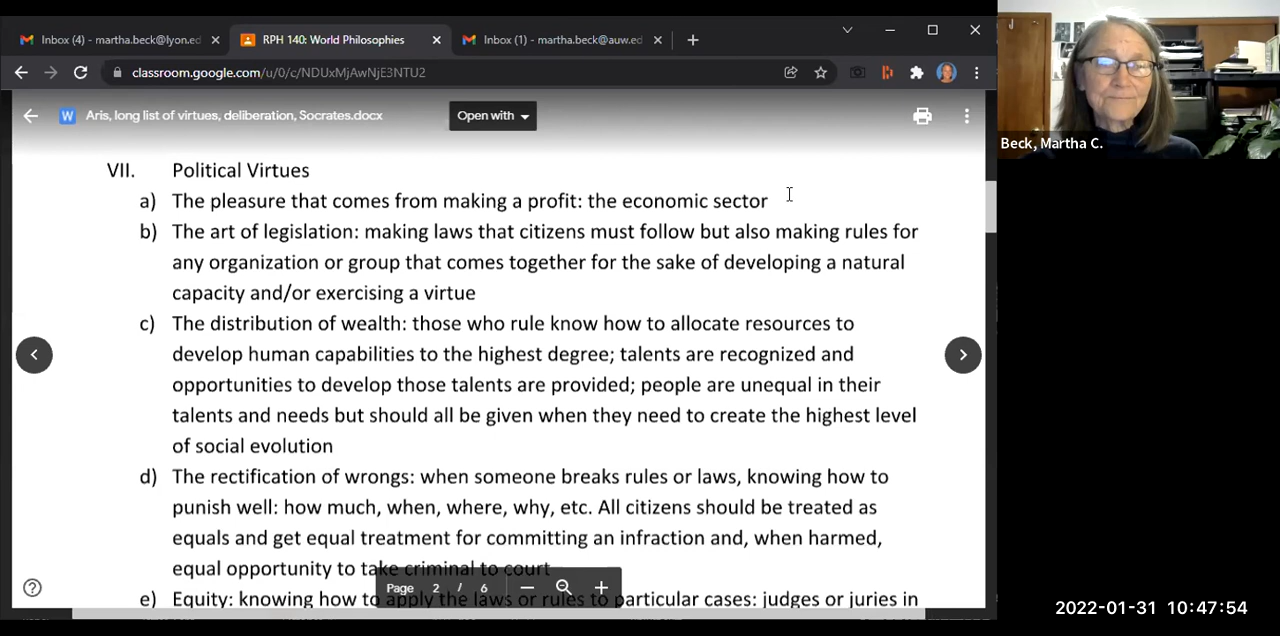 Inbox (4) - martha.beck@lyon.ed
RPH 140: World Philosophies
Inbox (1) - martha.beck@auw.ed
classroom.google.com/u/0/c/NDUxMjAwNjE3NTU2
W
Aris, long list of virtues, deliberation, Socrates.docx
Open with
VII. Political Virtues
a) The pleasure that comes from making a profit: the economic sector
b) The art of legislation: making laws that citizens must follow but also making rules for
any organization or group that comes together for the sake of developing a natural
capacity and/or exercising a virtue
c) The distribution of wealth: those who rule know how to allocate resources to
develop human capabilities to the highest degree; talents are recognized and
opportunities to develop those talents are provided; people are unequal in their
talents and needs but should all be given when they need to create the highest level
of social evolution
d) The rectification of wrongs: when someone breaks rules or laws, knowing how to
punish well: how much, when, where, why, etc. All citizens should be treated as
equals and get equal treatment for committing an infraction and, when harmed,
equal opportunity to take criminal to court
Page 2 / 6
e) Equity: knowing how to apply the laws or rules to particular cases: judges or juries in
Beck, Martha C.
2022-01-31 10:47:54